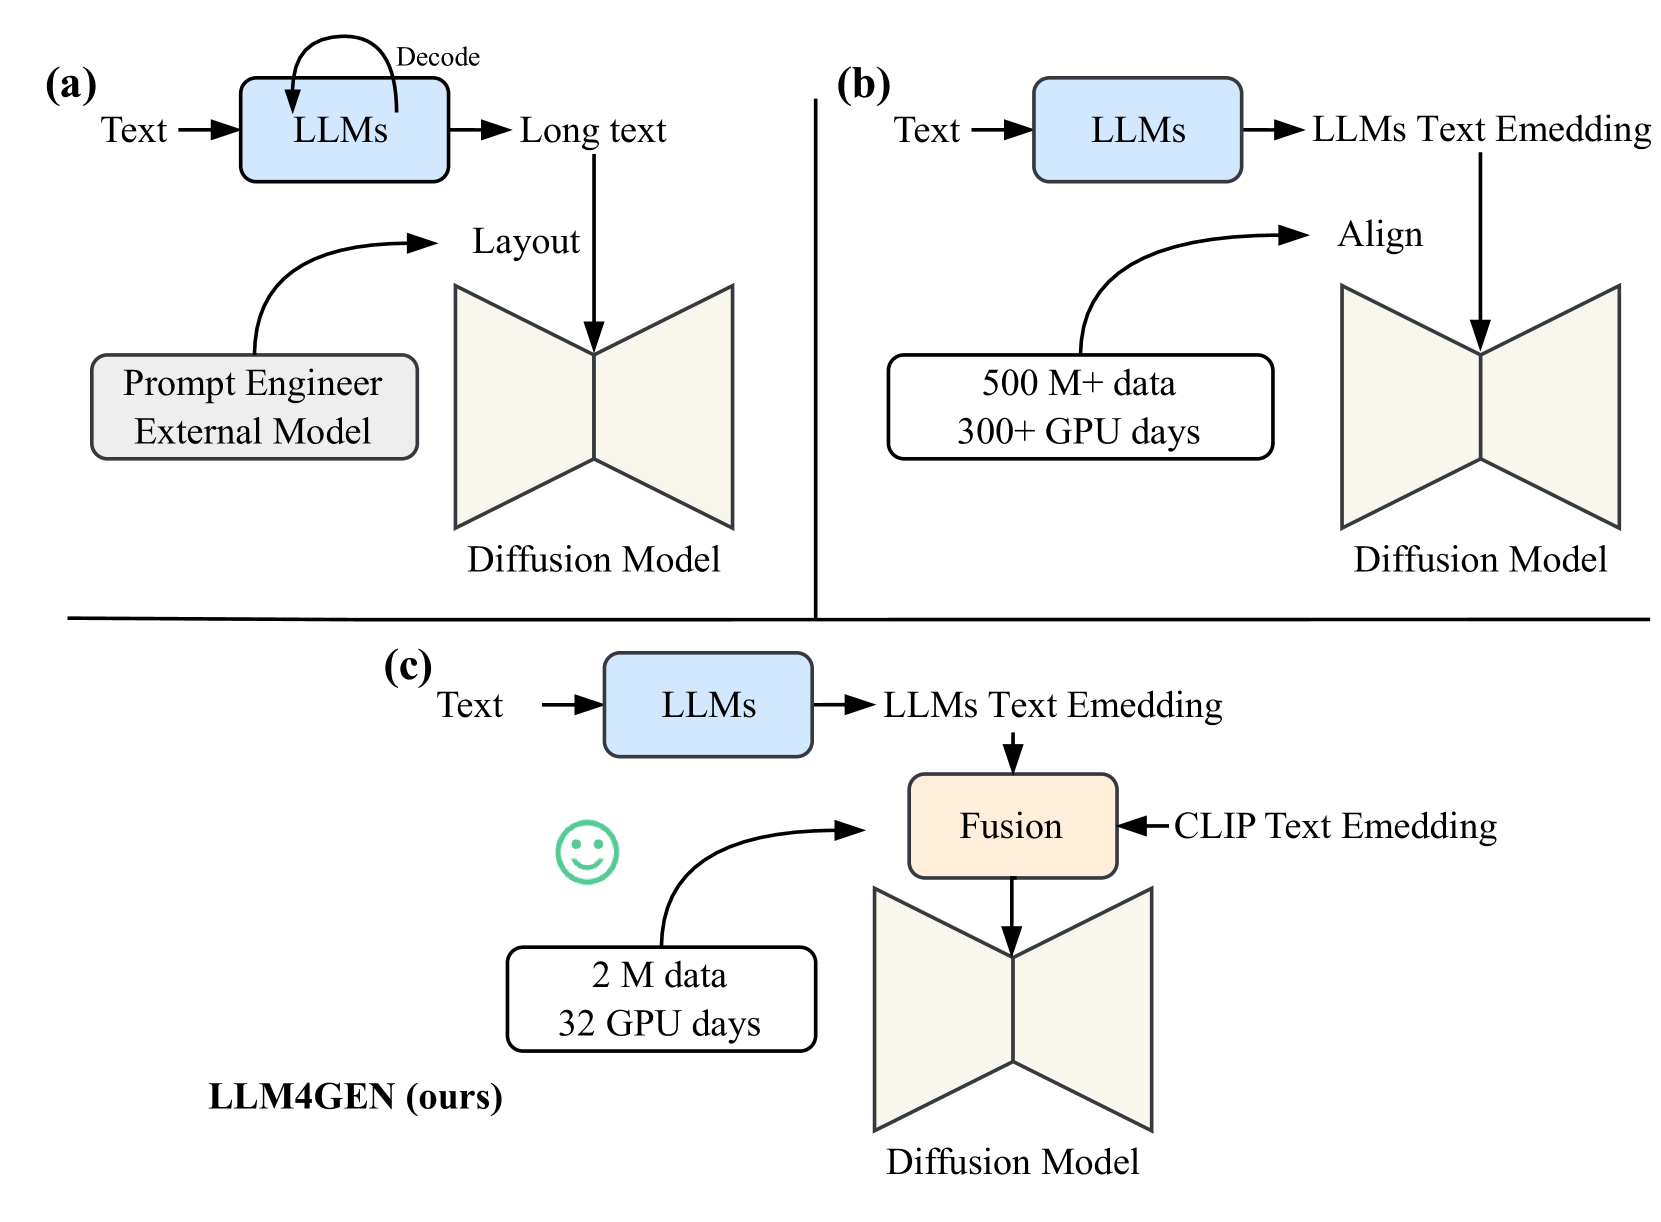 (a)
Decode
Text
LLMs
Long text
Layout
Prompt Engineer
External Model
Diffusion Model
(b)
Text
LLMs
LLMs Text Emedding
Align
500 M+ data
300+ GPU days
Diffusion Model
(c)
Text
LLMs
LLMs Text Emedding
Fusion
CLIP Text Emedding
2 M data
32 GPU days
LLM4GEN (ours)
Diffusion Model